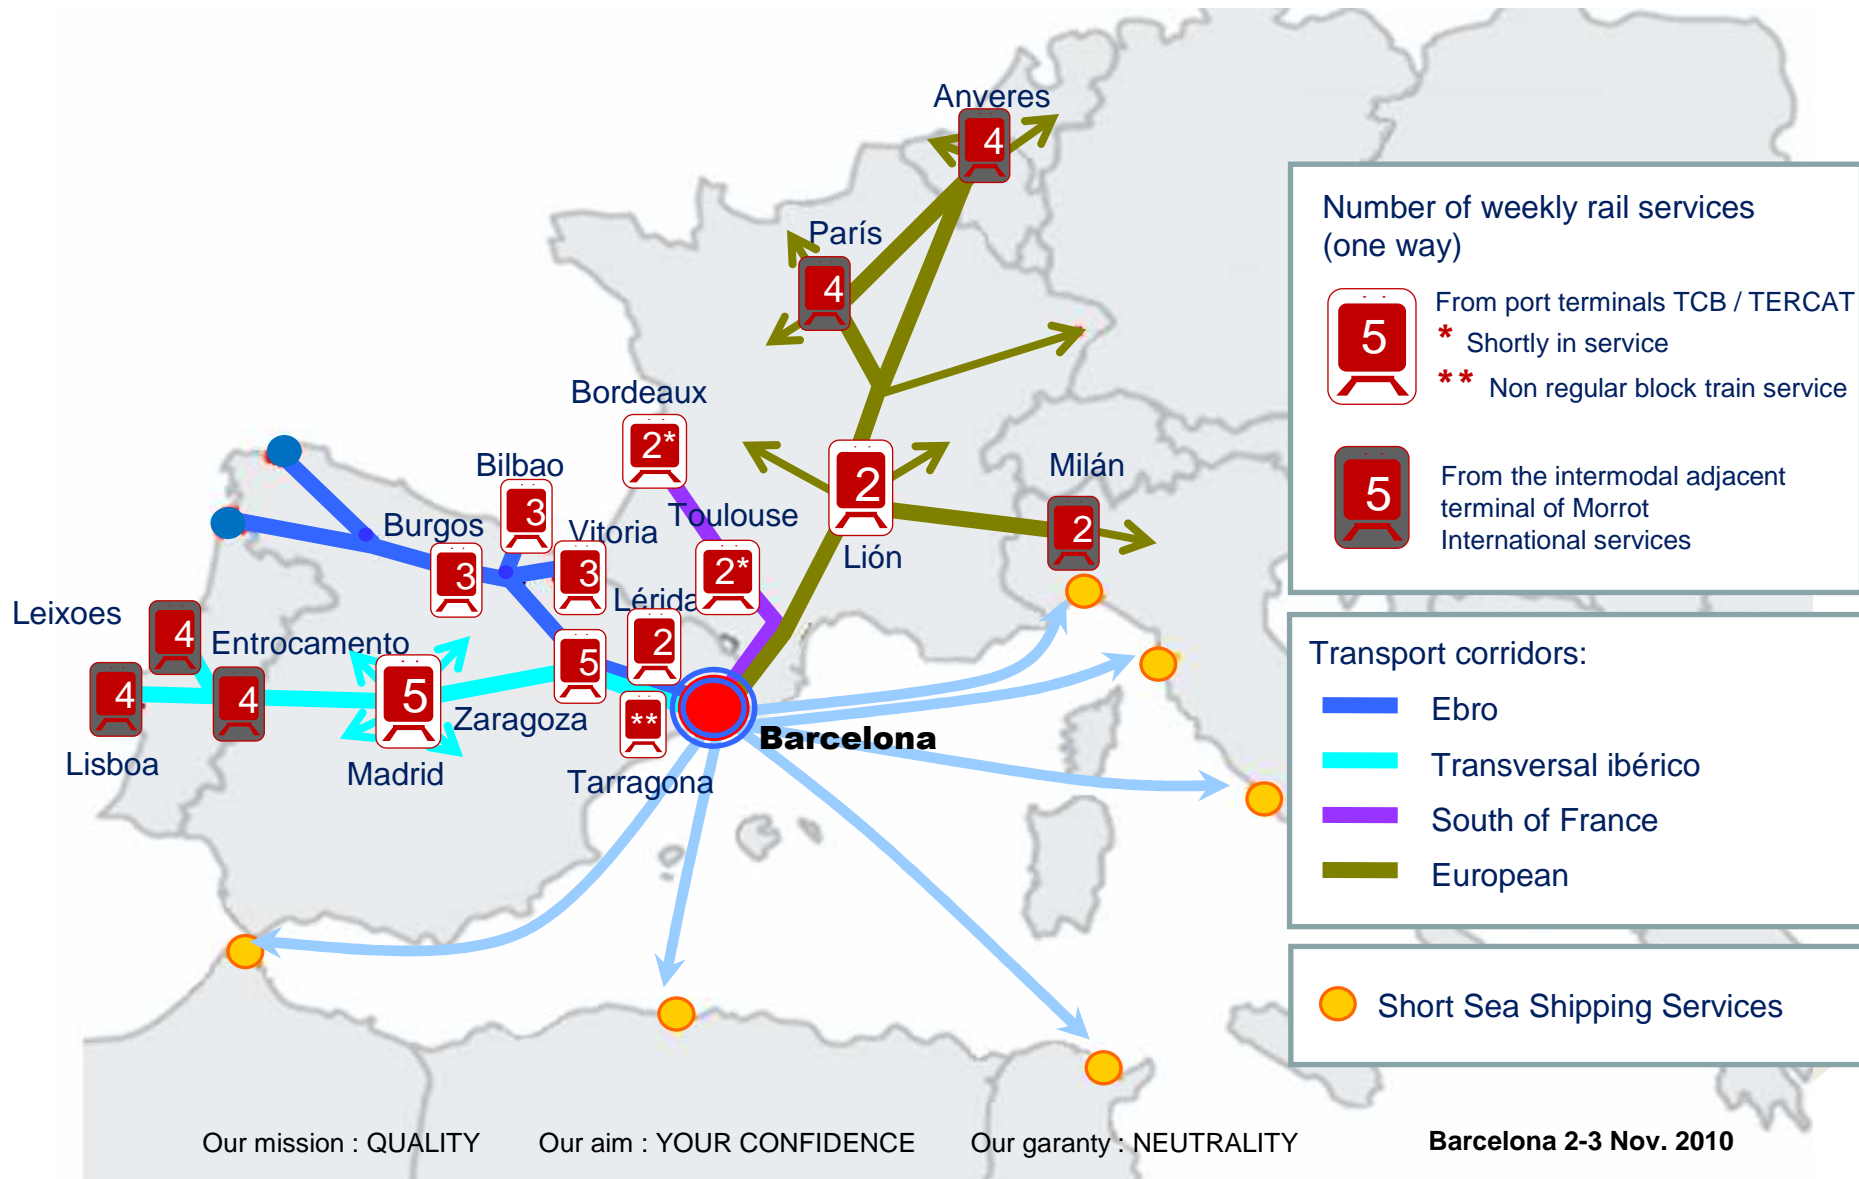 Anveres
4
París
4
Bordeaux
2*
Bilbao
3
Burgos
3
Vitoria
3
Toulouse
2*
2
Lión
Milán
2
Leixoes
4
Entrocamento
4
Lérida
2
5
Zaragoza
4
Lisboa
5
Madrid
**
Tarragona
Barcelona
Number of weekly rail services
(one way)
5
From port terminals TCB / TERCAT
* Shortly in service
** Non regular block train service
5
From the intermodal adjacent
terminal of Morrot
International services
Transport corridors:
Ebro
Transversal ibérico
South of France
European
Short Sea Shipping Services
Our mission : QUALITY Our aim : YOUR CONFIDENCE Our garanty : NEUTRALITY Barcelona 2-3 Nov. 2010